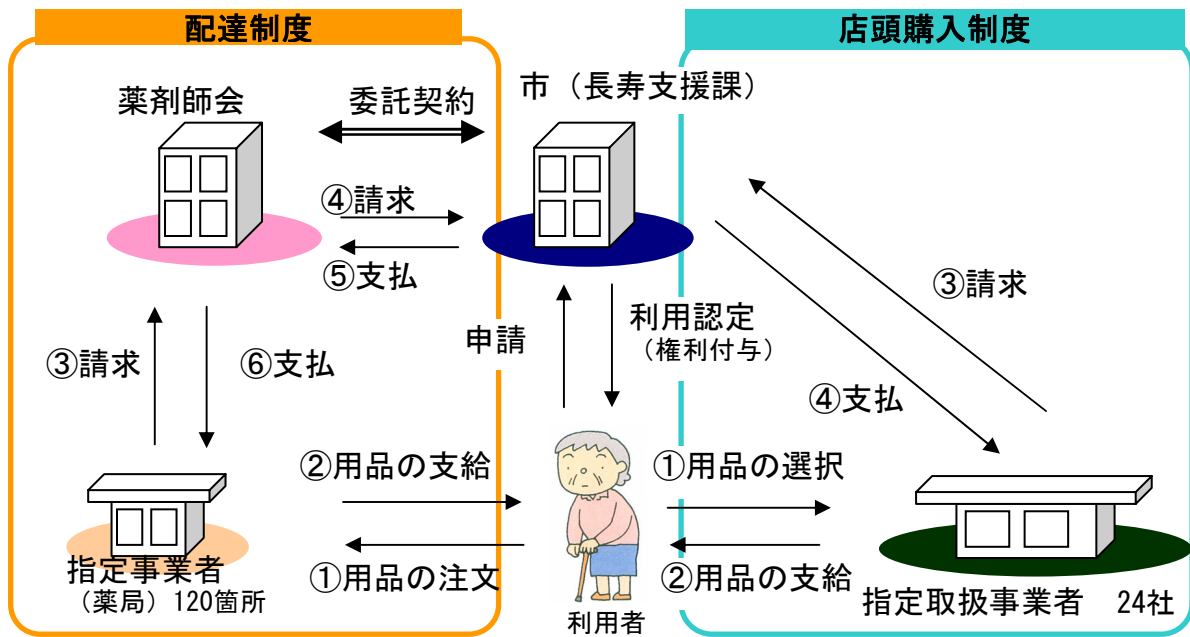 配達制度
店頭購入制度
薬剤師会
委託契約
市（長寿支援課）
④請求
⑤支払
③請求
申請
利用認定
（権利付与）
③請求
⑥支払
④支払
②用品の支給
①用品の選択
①用品の注文
②用品の支給
指定事業者
（薬局）120箇所
利用者
指定取扱事業者　24社